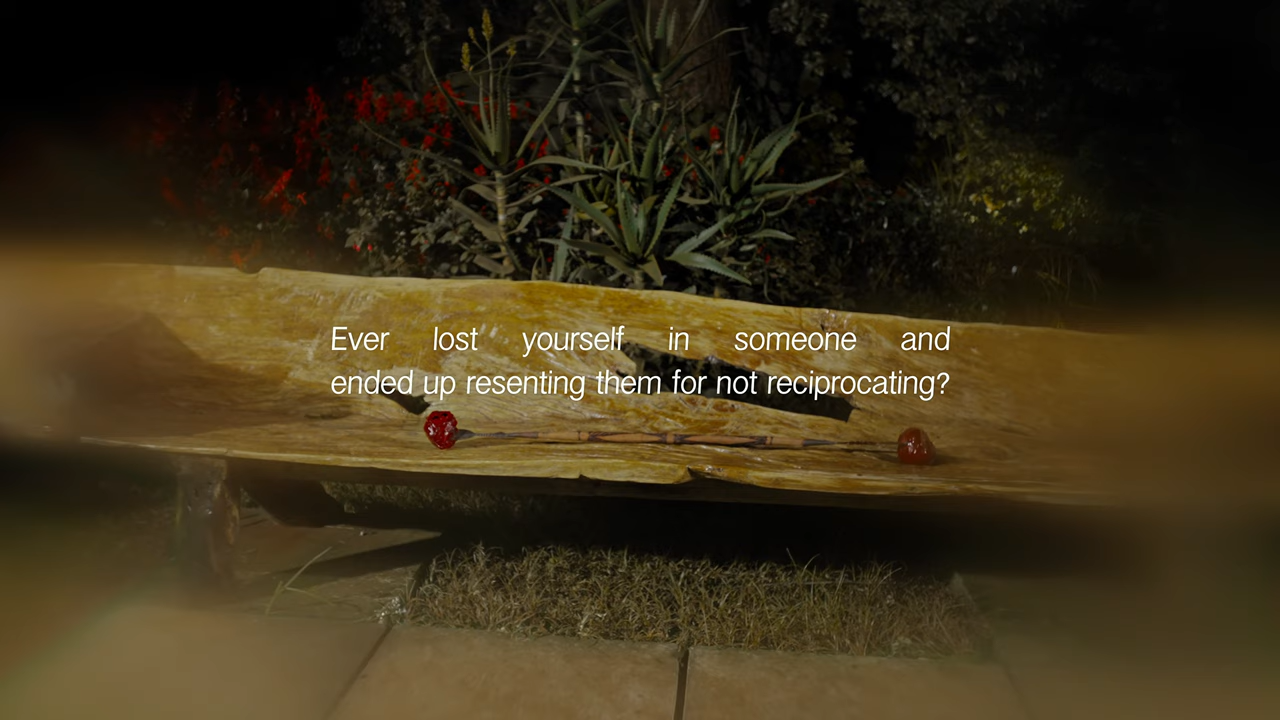 Ever lost yourself in someone and
ended up resenting them for not reciprocating?